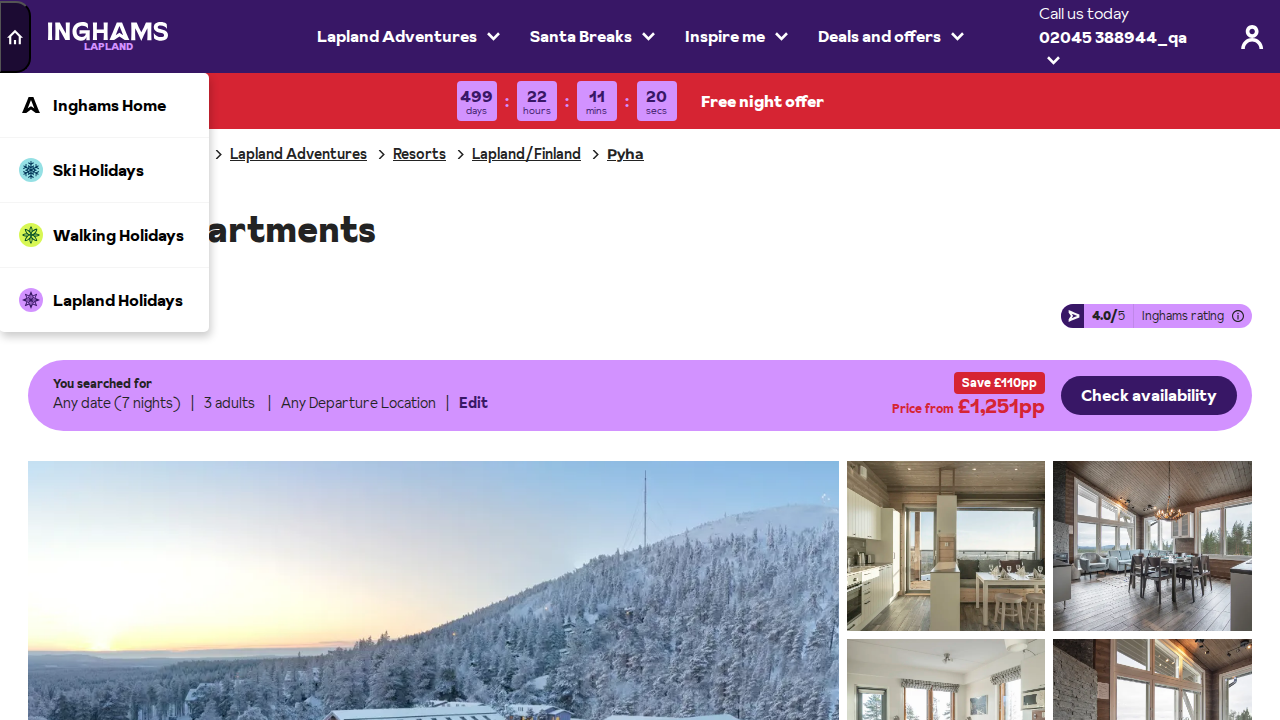 INGHAMS
LAPLAND
Lapland Adventures
Santa Breaks
Inspire me
Deals and offers
Call us today
02045 388944_qa
Inghams Home
Ski Holidays
Walking Holidays
Lapland Holidays
499 : 22 : 11 : 20
days hours mins secs
Free night offer
Lapland Adventures > Resorts > Lapland/Finland > Pyha
artments
4.0/5 Inghams rating
You searched for
Any date (7 nights) | 3 adults | Any Departure Location | Edit
Save £110pp
Price from £1,251pp
Check availability